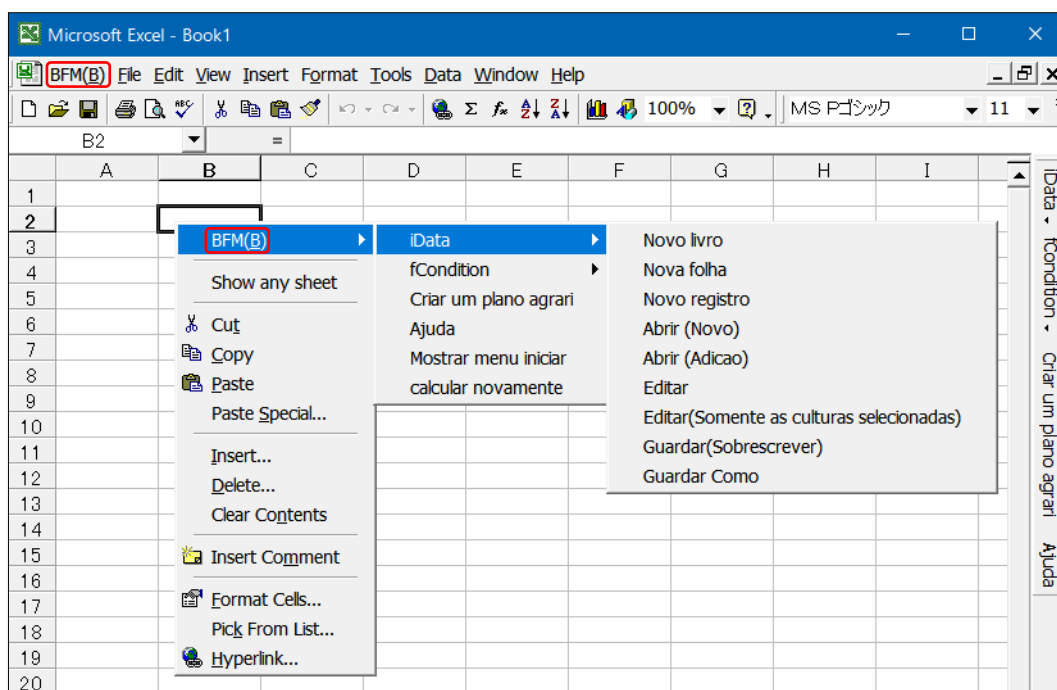 Microsoft Excel - Book1
BFM(B) File Edit View Insert Format Tools Data Window Help
100% MS Pゴシック 11
B2 =
A B C D E F G H I
1
2
3
4
5
6
7
8
9
10
11
12
13
14
15
16
17
18
19
20
BFM(B)
Show any sheet
Cut
Copy
Paste
Paste Special...
Insert...
Delete...
Clear Contents
Insert Comment
Format Cells...
Pick From List...
Hyperlink...
iData
fCondition
Criar um plano agrari
Ajuda
Mostrar menu iniciar
calcular novamente
Novo livro
Nova folha
Novo registro
Abrir (Novo)
Abrir (Adicao)
Editar
Editar(Somente as culturas selecionadas)
Guardar(Sobrescrever)
Guardar Como
iData fCondition Criar um plano agrari Ajuda